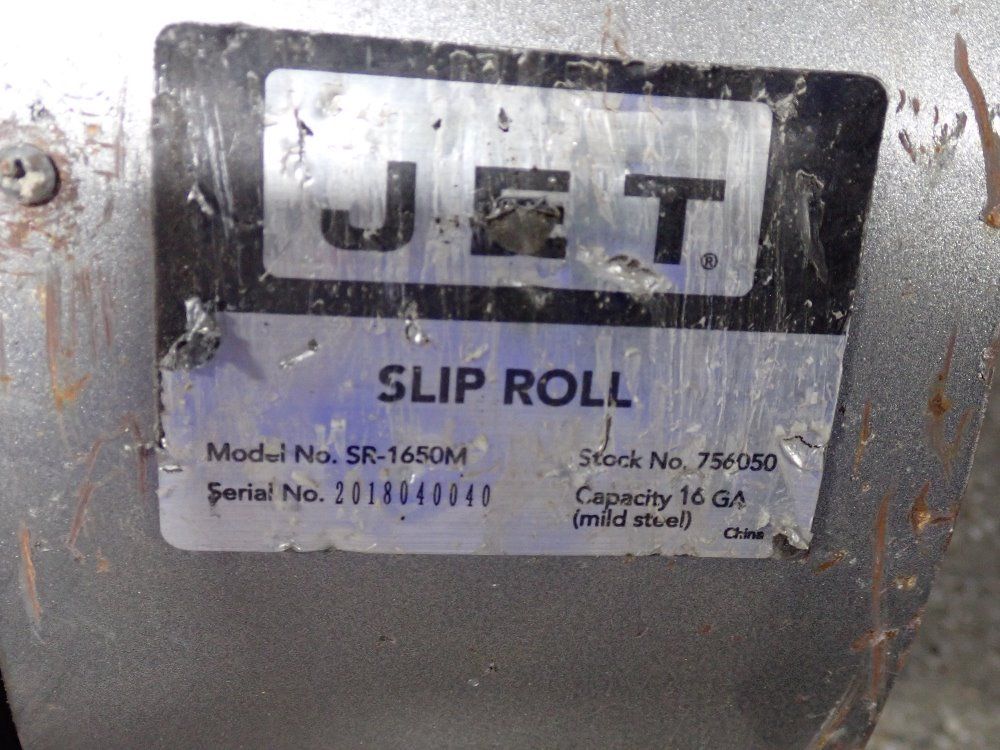 JET®
SLIP ROLL
Model No. SR-1650M
Stock No. 756050
Serial No. 2018040040
Capacity 16 GA
(mild steel)
China